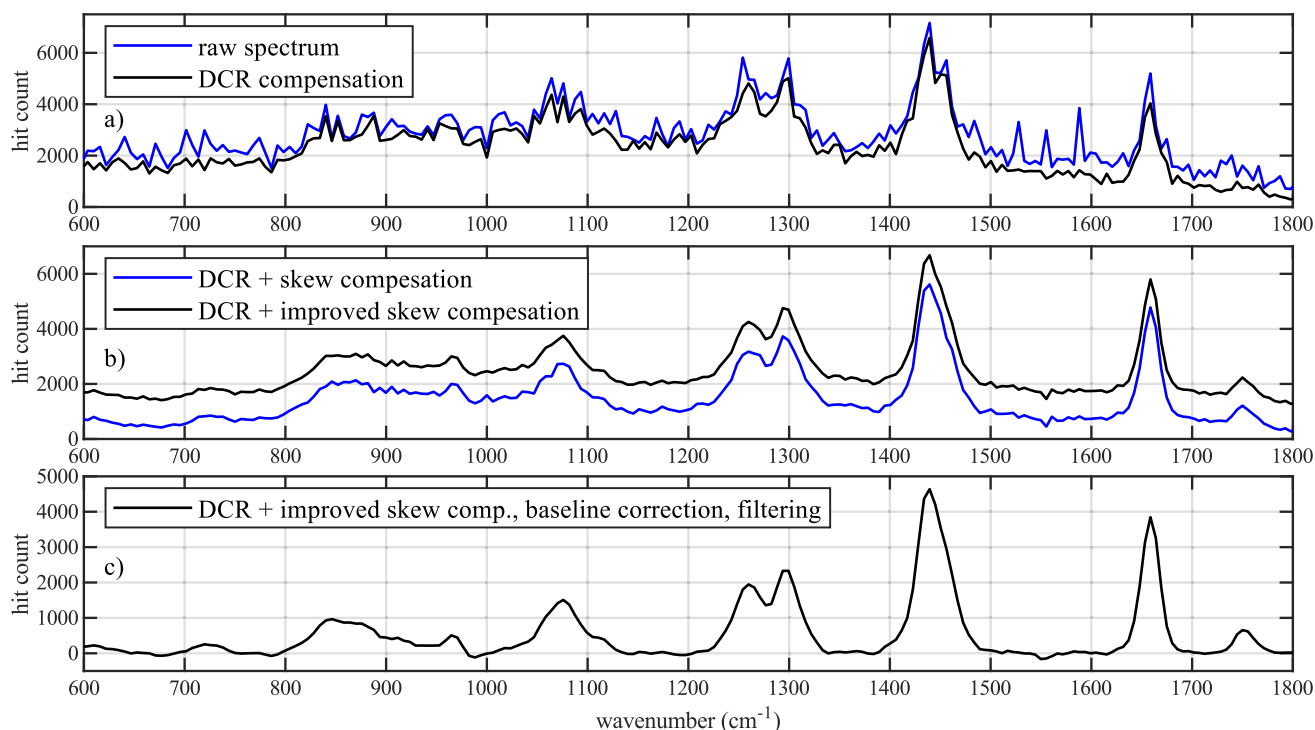 raw spectrum
DCR compensation
a)
hit count
6000
4000
2000
0
600 700 800 900 1000 1100 1200 1300 1400 1500 1600 1700 1800
DCR + skew compesation
DCR + improved skew compesation
b)
hit count
6000
4000
2000
0
600 700 800 900 1000 1100 1200 1300 1400 1500 1600 1700 1800
DCR + improved skew comp., baseline correction, filtering
c)
hit count
5000
4000
3000
2000
1000
0
600 700 800 900 1000 1100 1200 1300 1400 1500 1600 1700 1800
wavenumber (cm⁻¹)